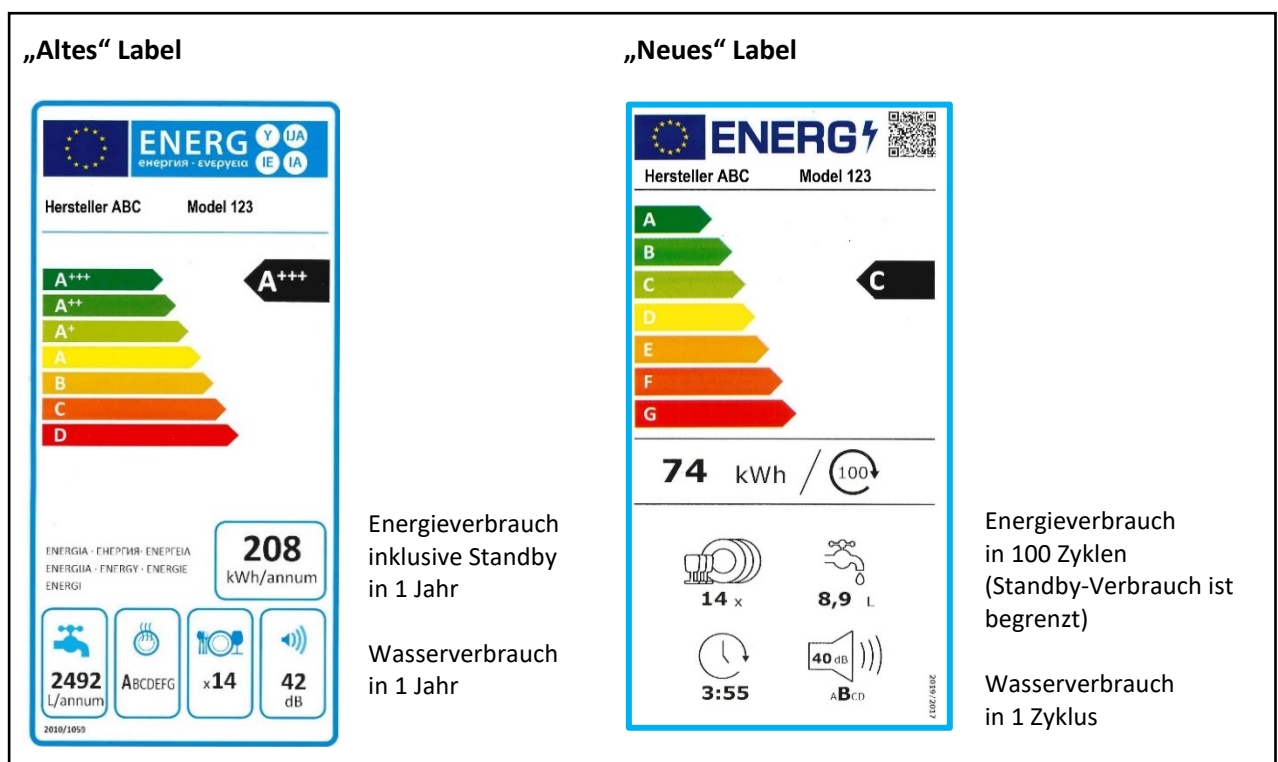 „Altes“ Label
ENERG Y IJA
енергия · ενεργεια IE IA
Hersteller ABC Model 123
A+++
A+++
A++
A+
A
B
C
D
ENERGIA · ЕНЕРГИЯ · ΕΝΕΡΓΕΙΑ
ENERGIJA · ENERGY · ENERGIE
ENERGI
208
kWh/annum
2492
L/annum
ABCDEFG
x14
42
dB
2010/1059
Energieverbrauch
inklusive Standby
in 1 Jahr
Wasserverbrauch
in 1 Jahr
„Neues“ Label
ENERG
Hersteller ABC Model 123
A
B
C
C
D
E
F
G
74 kWh / 100
14 x
8,9 L
3:55
40 dB
ABCD
2019/2017
Energieverbrauch
in 100 Zyklen
(Standby-Verbrauch ist
begrenzt)
Wasserverbrauch
in 1 Zyklus